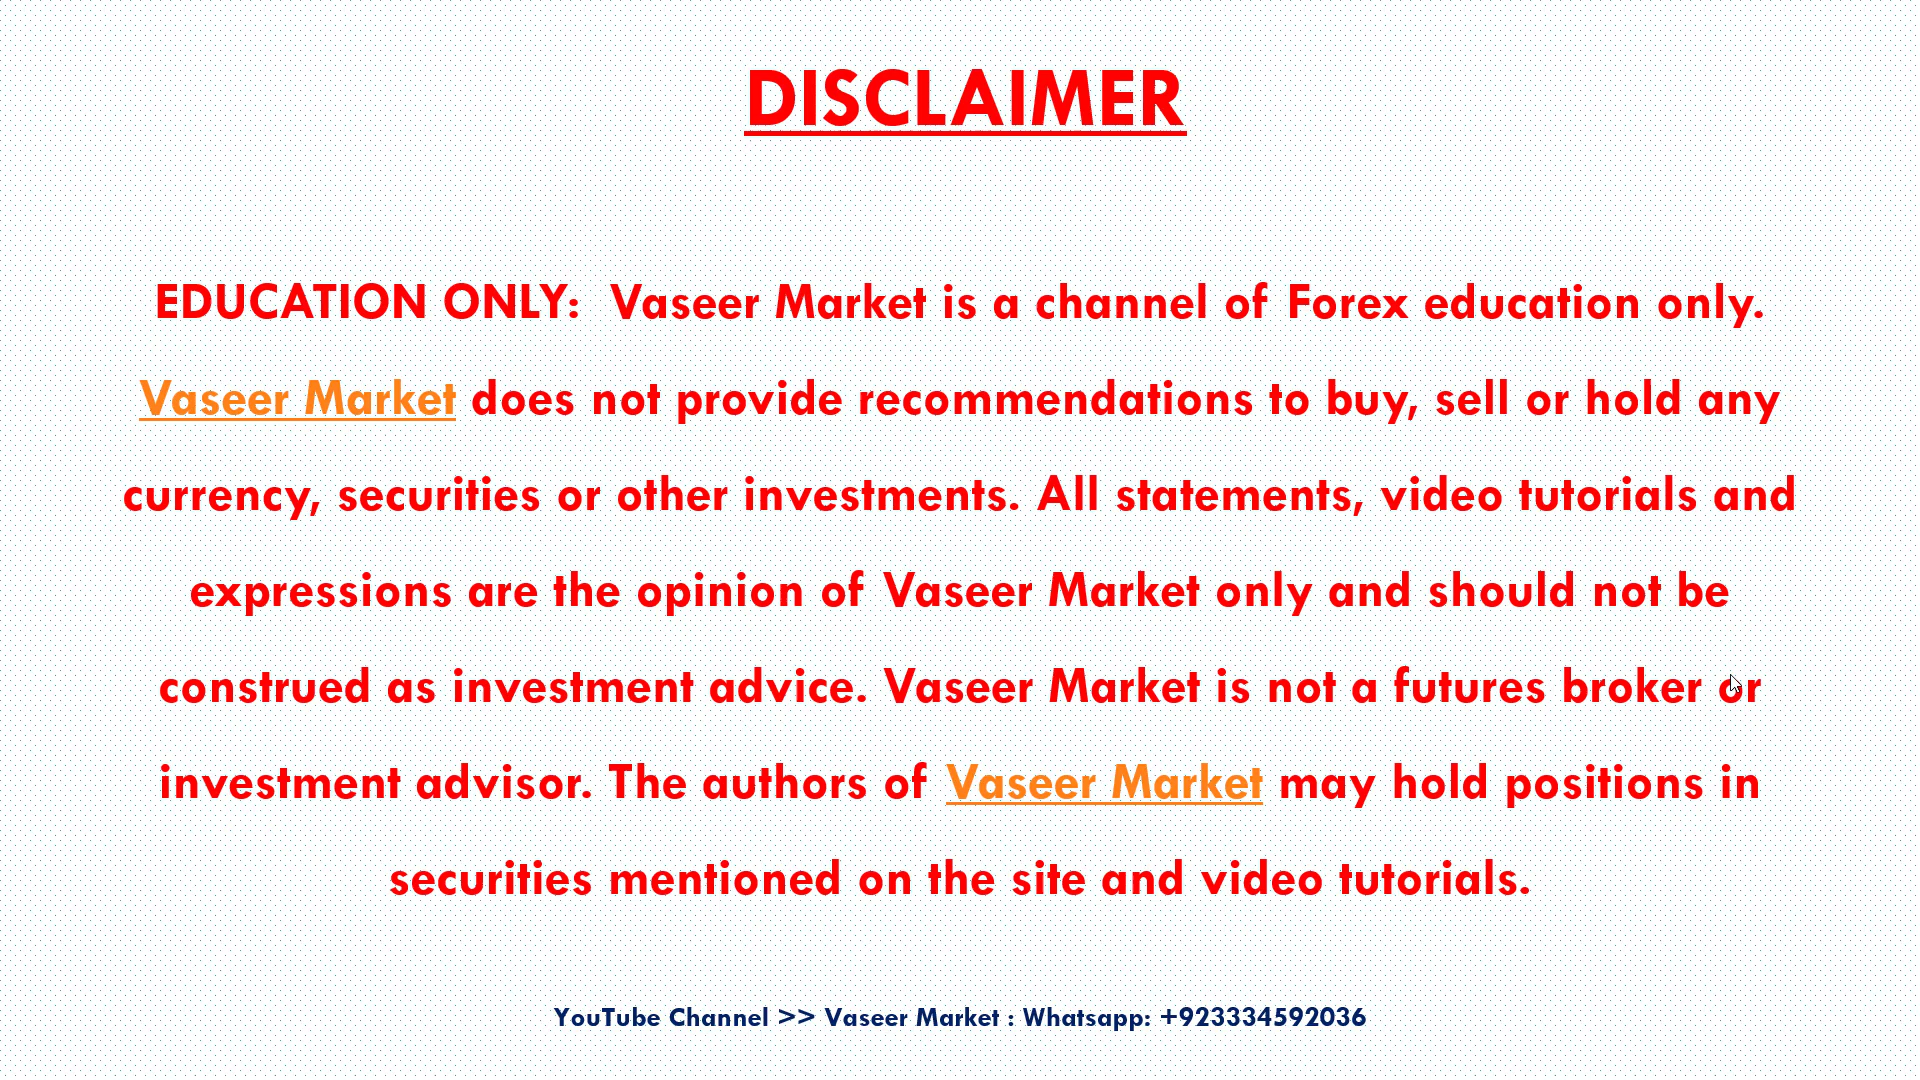 DISCLAIMER
EDUCATION ONLY:  Vaseer Market is a channel of Forex education only.
Vaseer Market does not provide recommendations to buy, sell or hold any
currency, securities or other investments. All statements, video tutorials and
expressions are the opinion of Vaseer Market only and should not be
construed as investment advice. Vaseer Market is not a futures broker or
investment advisor. The authors of Vaseer Market may hold positions in
securities mentioned on the site and video tutorials.
YouTube Channel >> Vaseer Market : Whatsapp: +923334592036